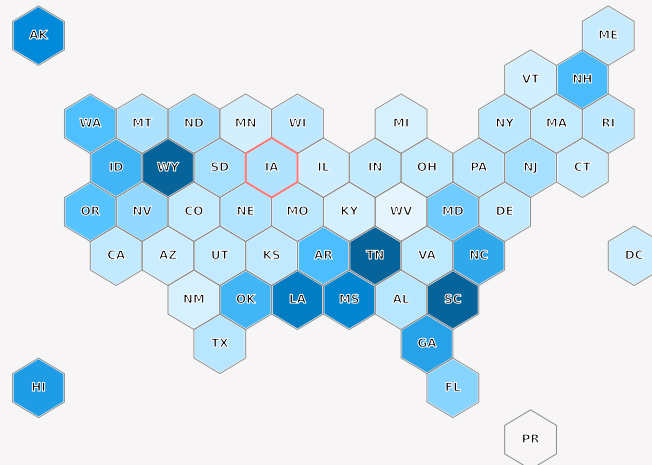 AK
ME
VT NH
WA MT ND MN WI MI NY MA RI
ID WY SD IA IL IN OH PA NJ CT
OR NV CO NE MO KY WV MD DE
CA AZ UT KS AR TN VA NC DC
NM OK LA MS AL SC
TX GA
HI FL
PR